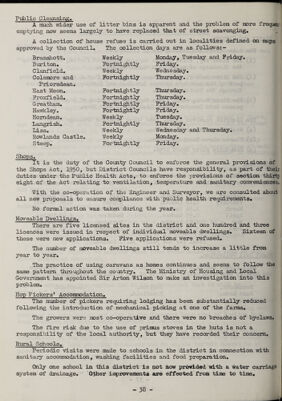 Public Cleansing.
A much wider use of litter bins is apparent and the problem of more frequent
emptying now seems largely to have replaced that of street scavenging.
A collection of house refuse is carried out in localities defined on maps
approved by the Council. The collection days are as follows:-
Bramshott. Weekly Monday, Tuesday and Friday.
Buriton. Fortnightly Friday.
Clanfield. Weekly Wednesday.
Colemore and Fortnightly Thursday.
Priorsdean.
East Meon. Fortnightly Thursday.
Froxfield. Fortnightly Thursday.
Greatham. Fortnightly Friday.
Hawkley. Fortnightly Friday.
Horndean. Weekly Tuesday.
Langrish. Fortnightly Thursday.
Liss. Weekly Wednesday and Thursday.
Rowlands Castle. Weekly Monday.
Steep. Fortnightly Friday.
Shops.
It is the duty of the County Council to enforce the general provisions of
the Shops Act, 1950, but District Councils have responsibility, as part of their
duties under the Public Health Acts, to enforce the provisions of section thirty
eight of the Act relating to ventilation, temperature and sanitary conveniences.
With the co-operation of the Engineer and Surveyor, we are consulted about
all new proposals to ensure compliance with public health requirements.
No formal action was taken during the year.
Moveable Dwellings.
There are five licensed sites in the district and one hundred and three
licences were issued in respect of individual moveable dwellings. Sixteen of
these were new applications. Five applications were refused.
The number of moveable dwellings still tends to increase a little from
year to year.
The practice of using caravans as homes continues and seems to follow the
same pattern throughout the country. The Ministry of Housing and Local
Government has appointed Sir Arton Wilson to make an investigation into this
problem.
Hop Pickers' Accommodation.
The number of pickers requiring lodging has been substantially reduced
following the introduction of mechanical picking at one of the farms.
The growers were most co-operative and there were no breaches of byelaws.
The fire risk due to the use of primus stoves in the huts is not a
responsibility of the local authority, but they have recorded their concern.
Rural Schools.
Periodic visits were made to schools in the district in connection with
sanitary accommodation, washing facilities and food preparation.
Only one school in this district is not now provided with a water carriage
system of drainage. Other improvements are effected from time to time.
- 38 -